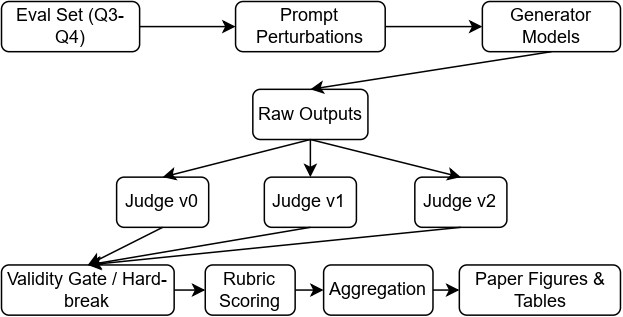 Eval Set (Q3-
Q4)
Prompt
Perturbations
Generator
Models
Raw Outputs
Judge v0
Judge v1
Judge v2
Validity Gate / Hard-
break
Rubric
Scoring
Aggregation
Paper Figures &
Tables